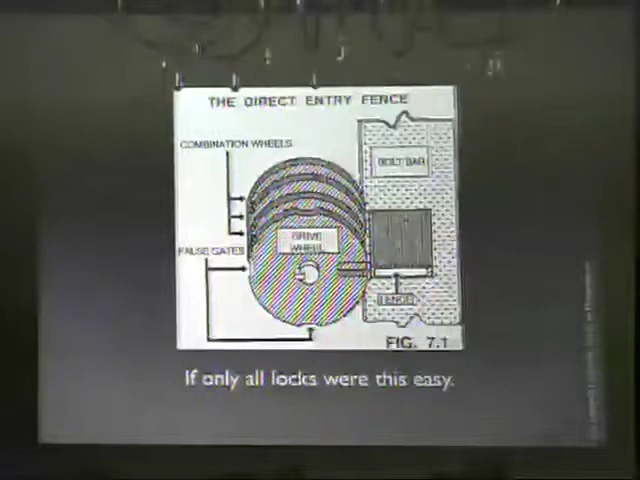 THE DIRECT ENTRY FENCE
COMBINATION WHEELS
BOLT BAR
DRIVE
WHEEL
FALSE GATES
FENCE
FIG. 7.1
If only all locks were this easy.